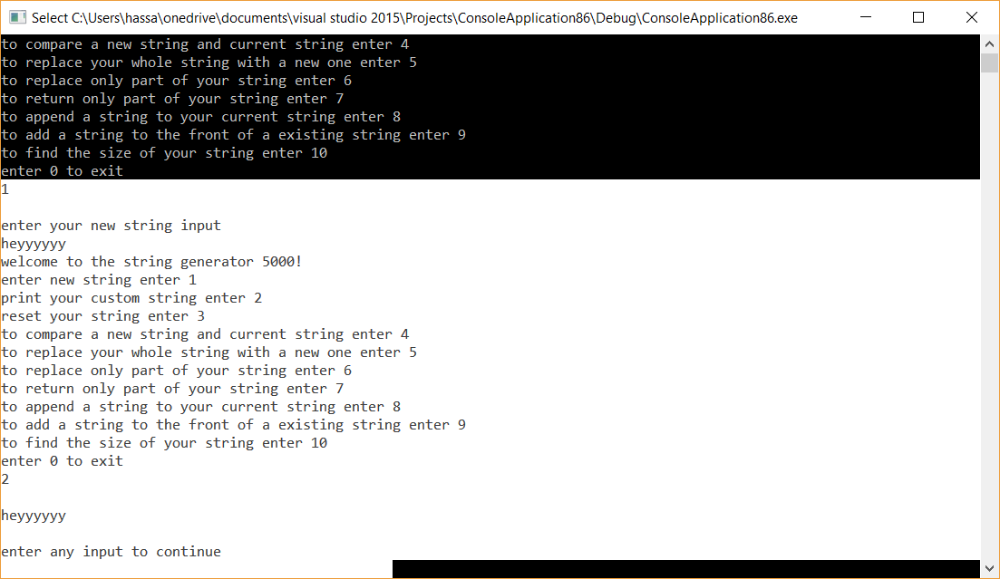 Select C:\Users\hassa\onedrive\documents\visual studio 2015\Projects\ConsoleApplication86\Debug\ConsoleApplication86.exe
to compare a new string and current string enter 4
to replace your whole string with a new one enter 5
to replace only part of your string enter 6
to return only part of your string enter 7
to append a string to your current string enter 8
to add a string to the front of a existing string enter 9
to find the size of your string enter 10
enter 0 to exit
1
enter your new string input
heyyyyyy
welcome to the string generator 5000!
enter new string enter 1
print your custom string enter 2
reset your string enter 3
to compare a new string and current string enter 4
to replace your whole string with a new one enter 5
to replace only part of your string enter 6
to return only part of your string enter 7
to append a string to your current string enter 8
to add a string to the front of a existing string enter 9
to find the size of your string enter 10
enter 0 to exit
2
heyyyyyy
enter any input to continue